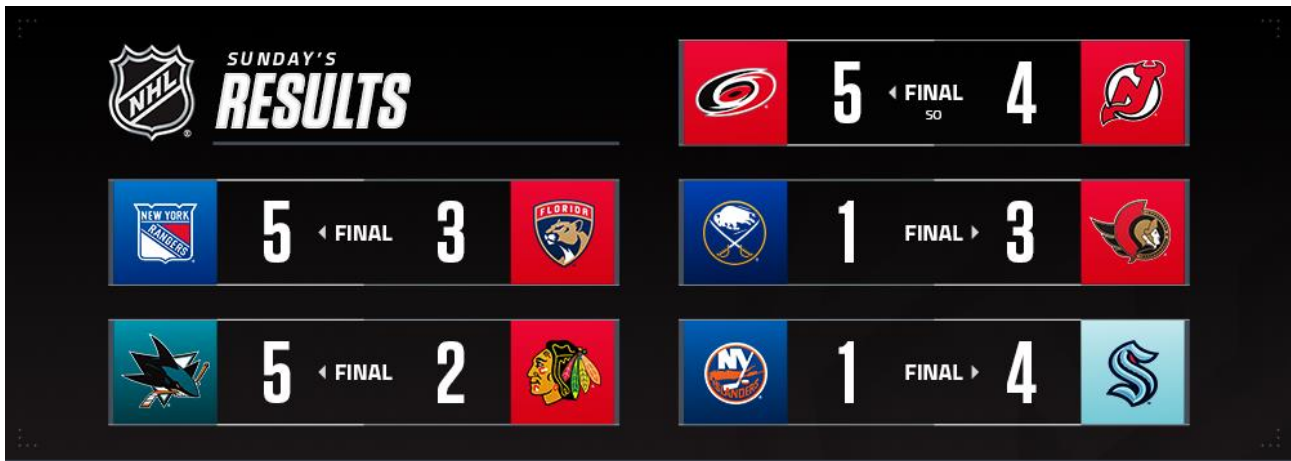 NHL
SUNDAY'S
RESULTS
5 FINAL SO 4
NEW YORK RANGERS 5 FINAL 3 FLORIDA
1 FINAL 3
5 FINAL 2
NY ISLANDERS 1 FINAL 4